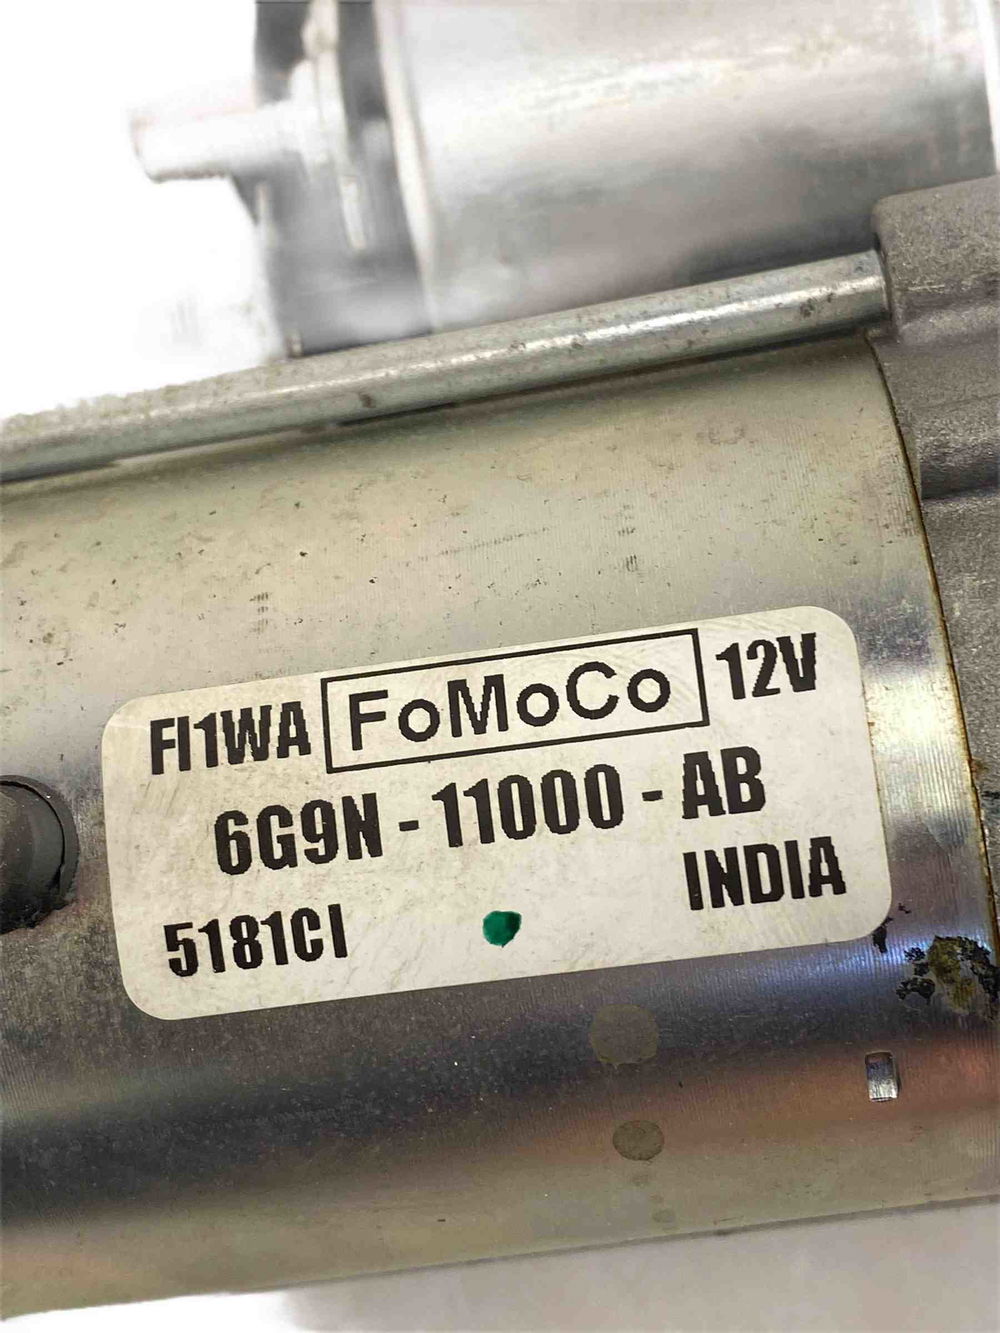 FI1WA FoMoCo 12V
6G9N - 11000 - AB
INDIA
5181CI